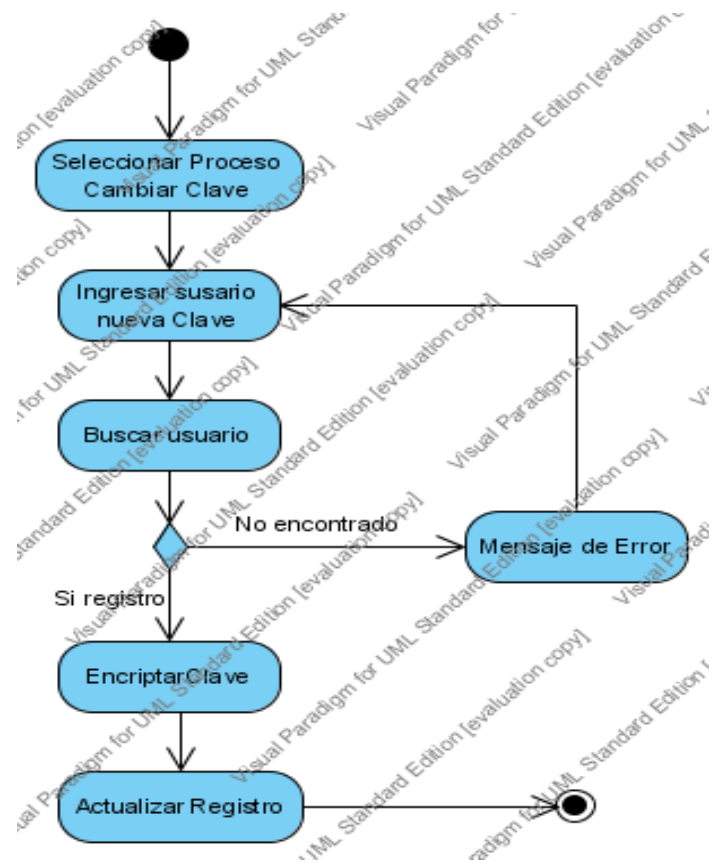 Seleccionar Proceso
Cambiar Clave
Ingresar susario
nueva Clave
Buscar usuario
No encontrado
Mensaje de Error
Si registro
EncriptarClave
Actualizar Registro
Visual Paradigm for UML Standard Edition [evaluation copy]